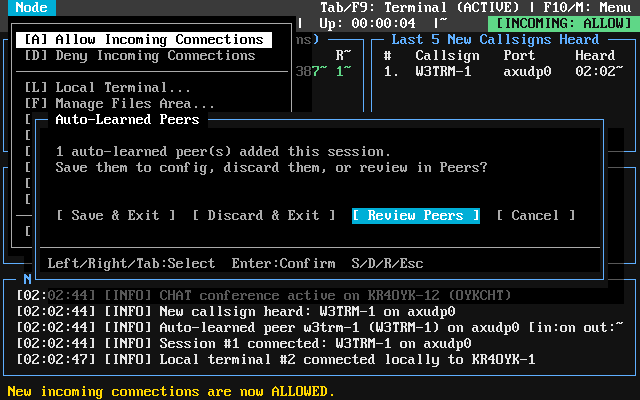 Node Tab/F9: Terminal (ACTIVE) | F10/M: Menu
| Up: 00:00:04 |~ [INCOMING: ALLOW]
[A] Allow Incoming Connections
ns) Last 5 New Callsigns Heard
[D] Deny Incoming Connections
R~ # Callsign Port Heard
387~ 1~ 1. W3TRM-1 axudp0 02:02~
[L] Local Terminal...
[F] Manage Files Area...
Auto-Learned Peers
1 auto-learned peer(s) added this session.
Save them to config, discard them, or review in Peers?
[ Save & Exit ] [ Discard & Exit ] [ Review Peers ] [ Cancel ]
Left/Right/Tab:Select Enter:Confirm S/D/R/Esc
N
[02:02:44] [INFO] CHAT conference active on KR4OYK-12 (OYKCHT)
[02:02:44] [INFO] New callsign heard: W3TRM-1 on axudp0
[02:02:44] [INFO] Auto-learned peer w3trm-1 (W3TRM-1) on axudp0 [in:on out:~
[02:02:44] [INFO] Session #1 connected: W3TRM-1 on axudp0
[02:02:47] [INFO] Local terminal #2 connected locally to KR4OYK-1
New incoming connections are now ALLOWED.